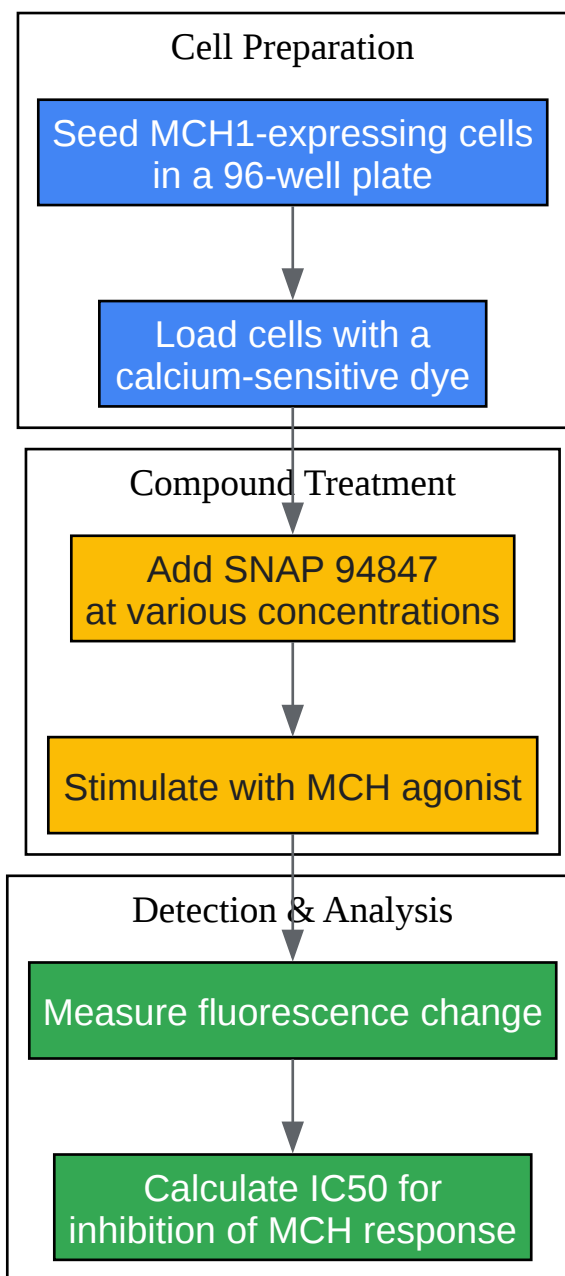 Cell Preparation
Seed MCH1-expressing cells
in a 96-well plate
Load cells with a
calcium-sensitive dye
Compound Treatment
Add SNAP 94847
at various concentrations
Stimulate with MCH agonist
Detection & Analysis
Measure fluorescence change
Calculate IC50 for
inhibition of MCH response